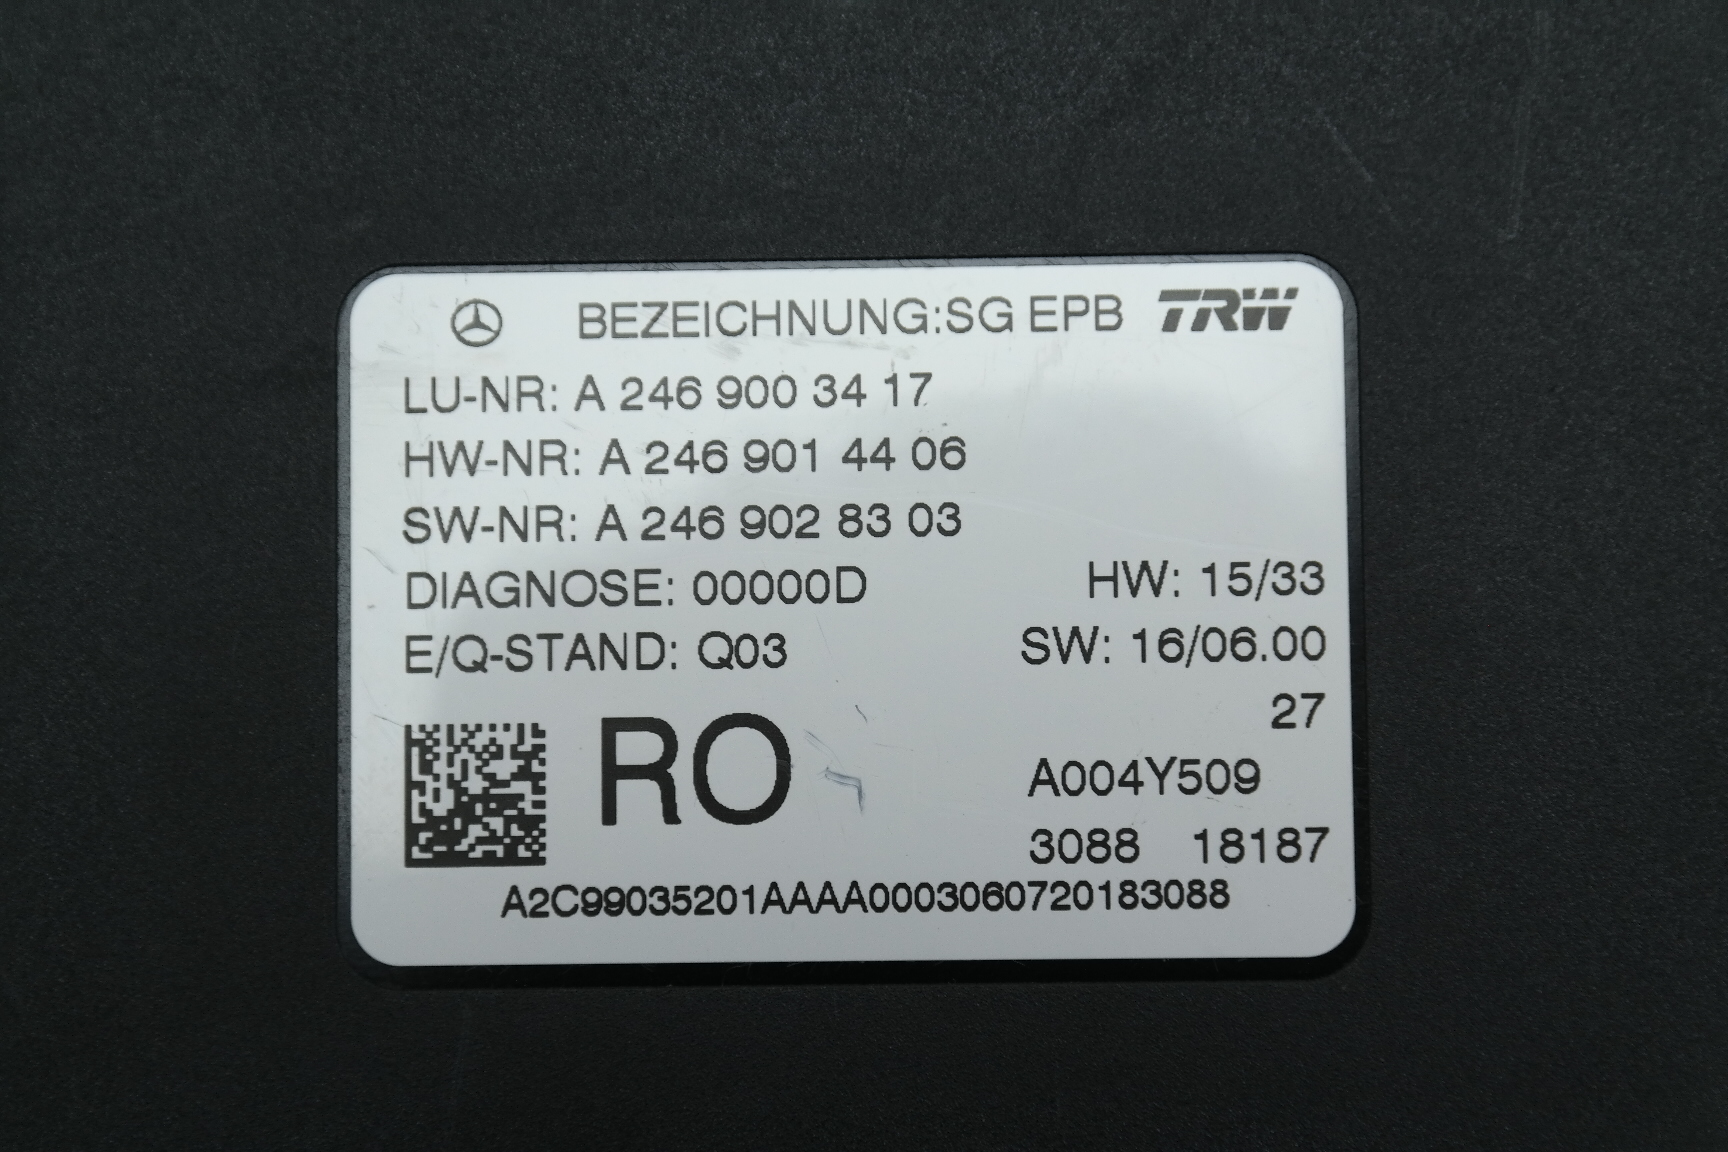 BEZEICHNUNG:SG EPB TRW
LU-NR: A 246 900 34 17
HW-NR: A 246 901 44 06
SW-NR: A 246 902 83 03
DIAGNOSE: 00000D HW: 15/33
E/Q-STAND: Q03 SW: 16/06.00
27
RO A004Y509
3088 18187
A2C99035201AAAA0003060720183088